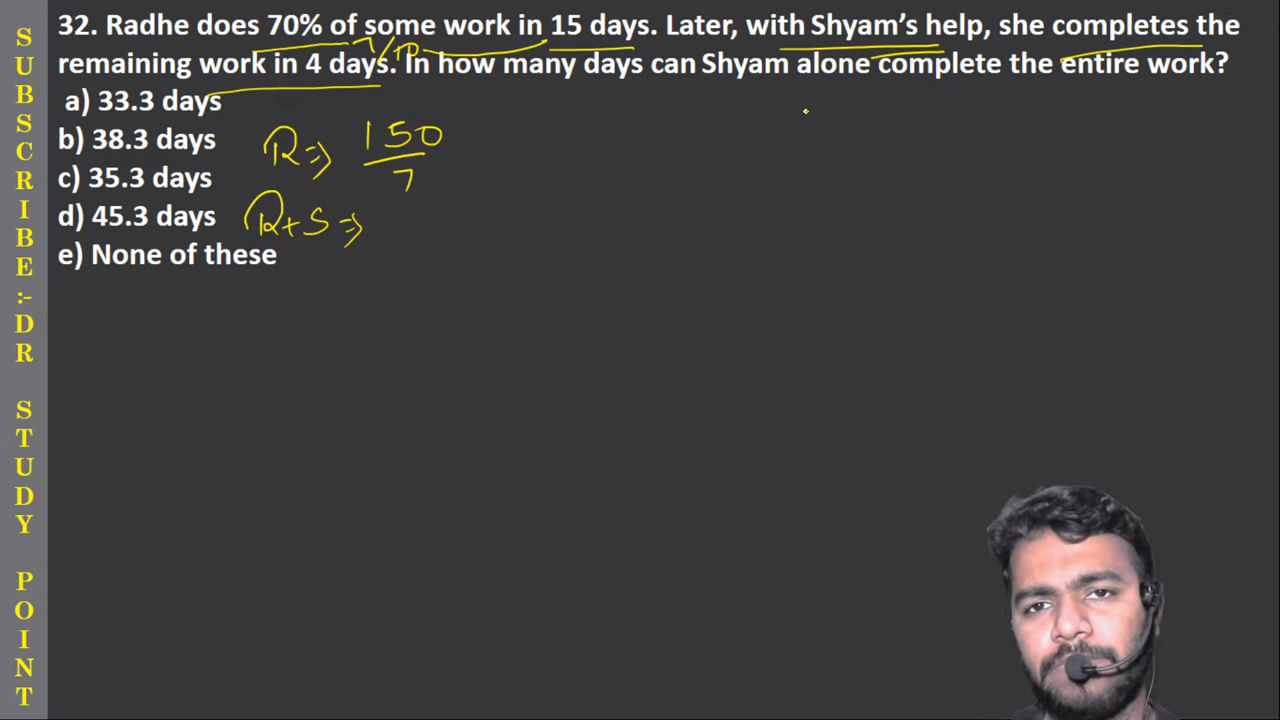 32. Radhe does 70% of some work in 15 days. Later, with Shyam's help, she completes the
7/10
remaining work in 4 days. In how many days can Shyam alone complete the entire work?
a) 33.3 days
b) 38.3 days
c) 35.3 days
d) 45.3 days
e) None of these
R ⇒ 150/7
R+S ⇒
SUBSCRIBE:- DR STUDY POINT